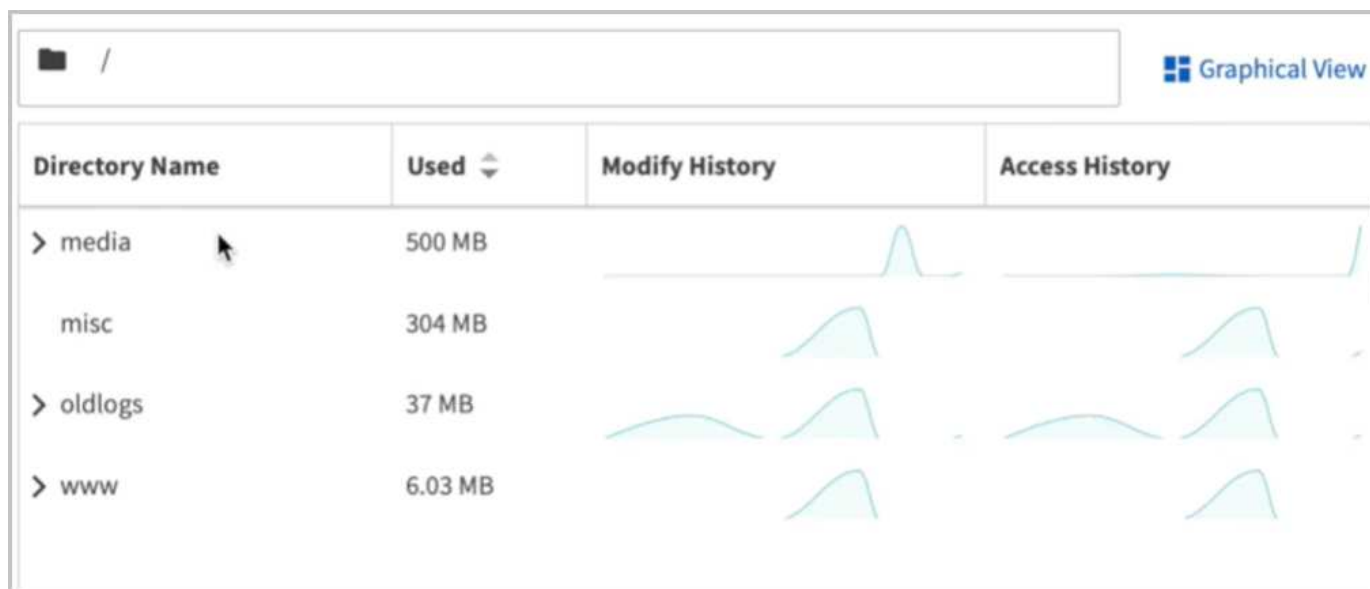 /
Graphical View
Directory Name Used Modify History Access History
media 500 MB
misc 304 MB
oldlogs 37 MB
www 6.03 MB